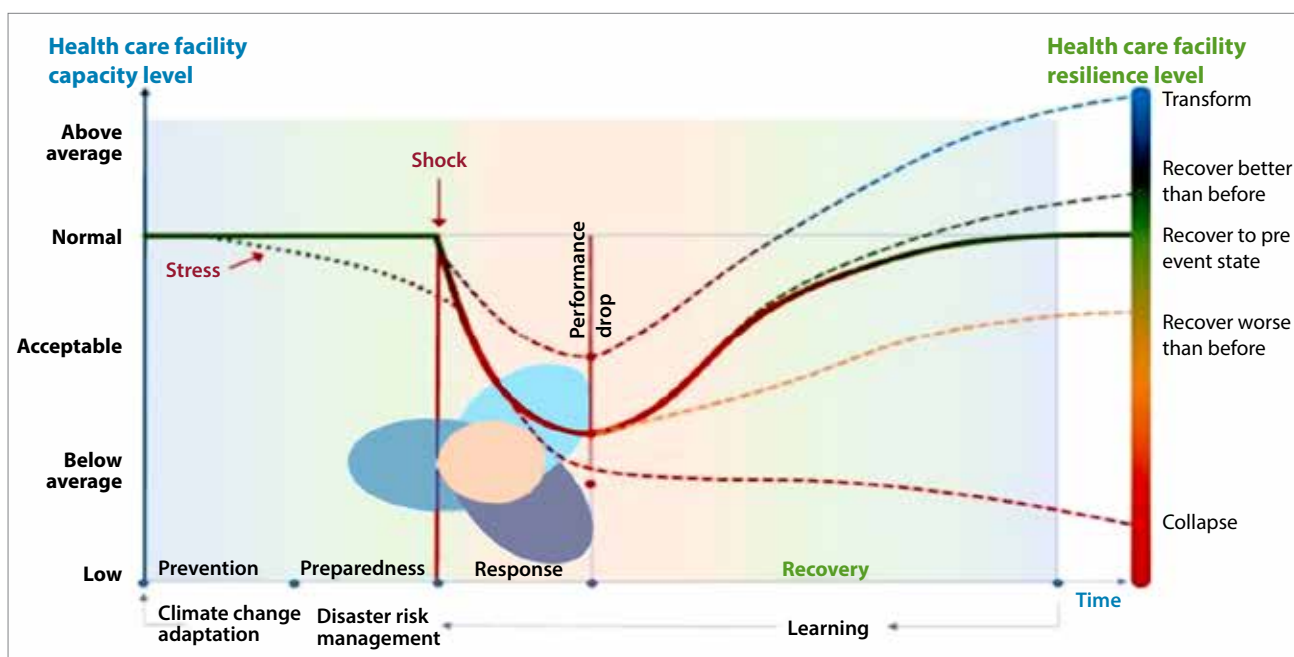 Health care facility
capacity level
Health care facility
resilience level
Above
average
Normal
Acceptable
Below
average
Low
Shock
Stress
Performance
drop
Transform
Recover better
than before
Recover to pre
event state
Recover worse
than before
Collapse
Prevention
Preparedness
Response
Recovery
Time
Climate change
adaptation
Disaster risk
management
Learning